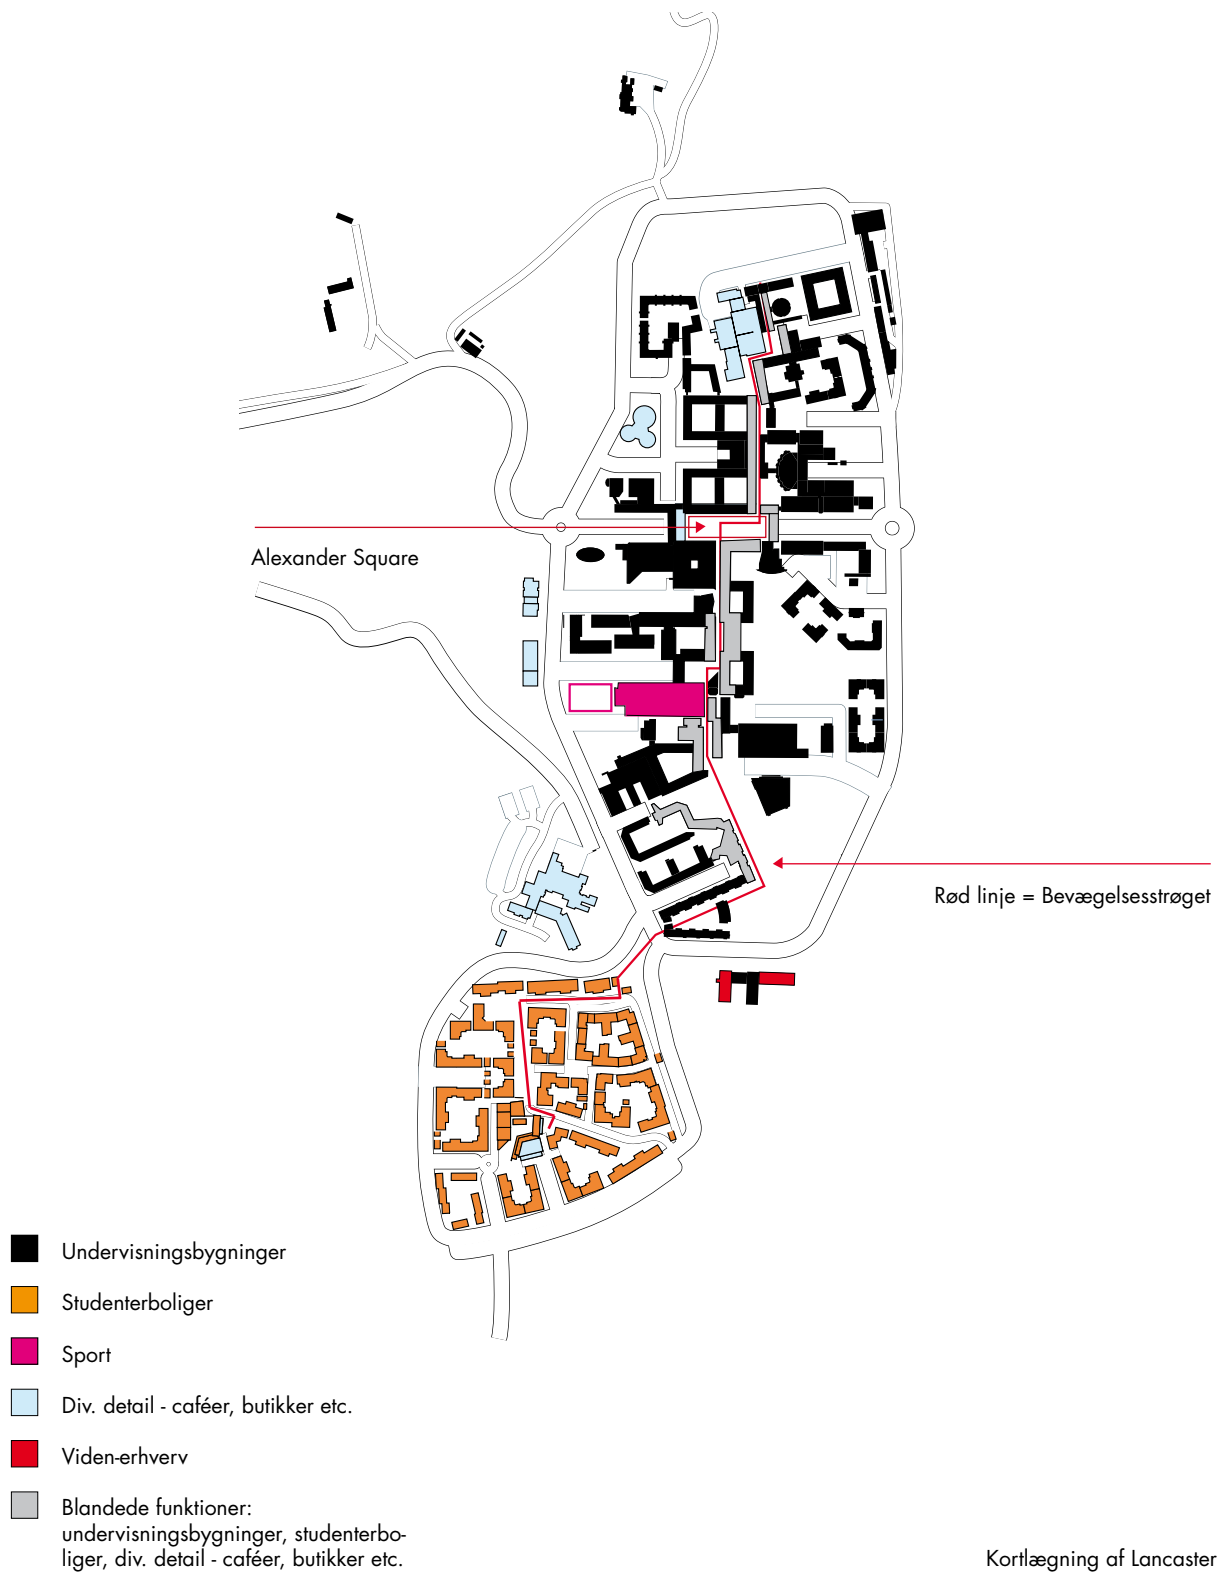 Alexander Square
Rød linje = Bevægelsesstrøget
Undervisningsbygninger
Studenterboliger
Sport
Div. detail - caféer, butikker etc.
Viden-erhverv
Blandede funktioner:
undervisningsbygninger, studenterbo-
liger, div. detail - caféer, butikker etc.
Kortlægning af Lancaster